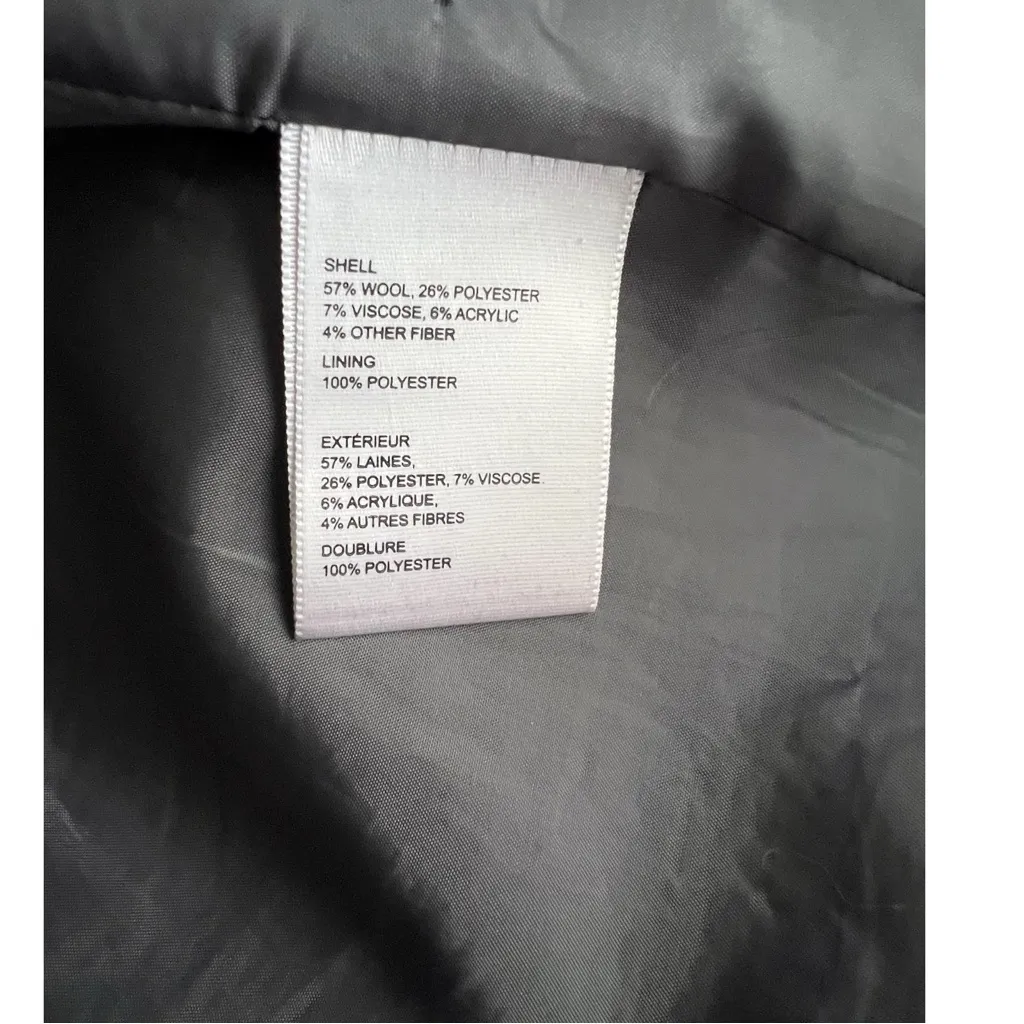 SHELL
57% WOOL, 26% POLYESTER
7% VISCOSE, 6% ACRYLIC
4% OTHER FIBER
LINING
100% POLYESTER
EXTÉRIEUR
57% LAINES,
26% POLYESTER, 7% VISCOSE
6% ACRYLIQUE,
4% AUTRES FIBRES
DOUBLURE
100% POLYESTER